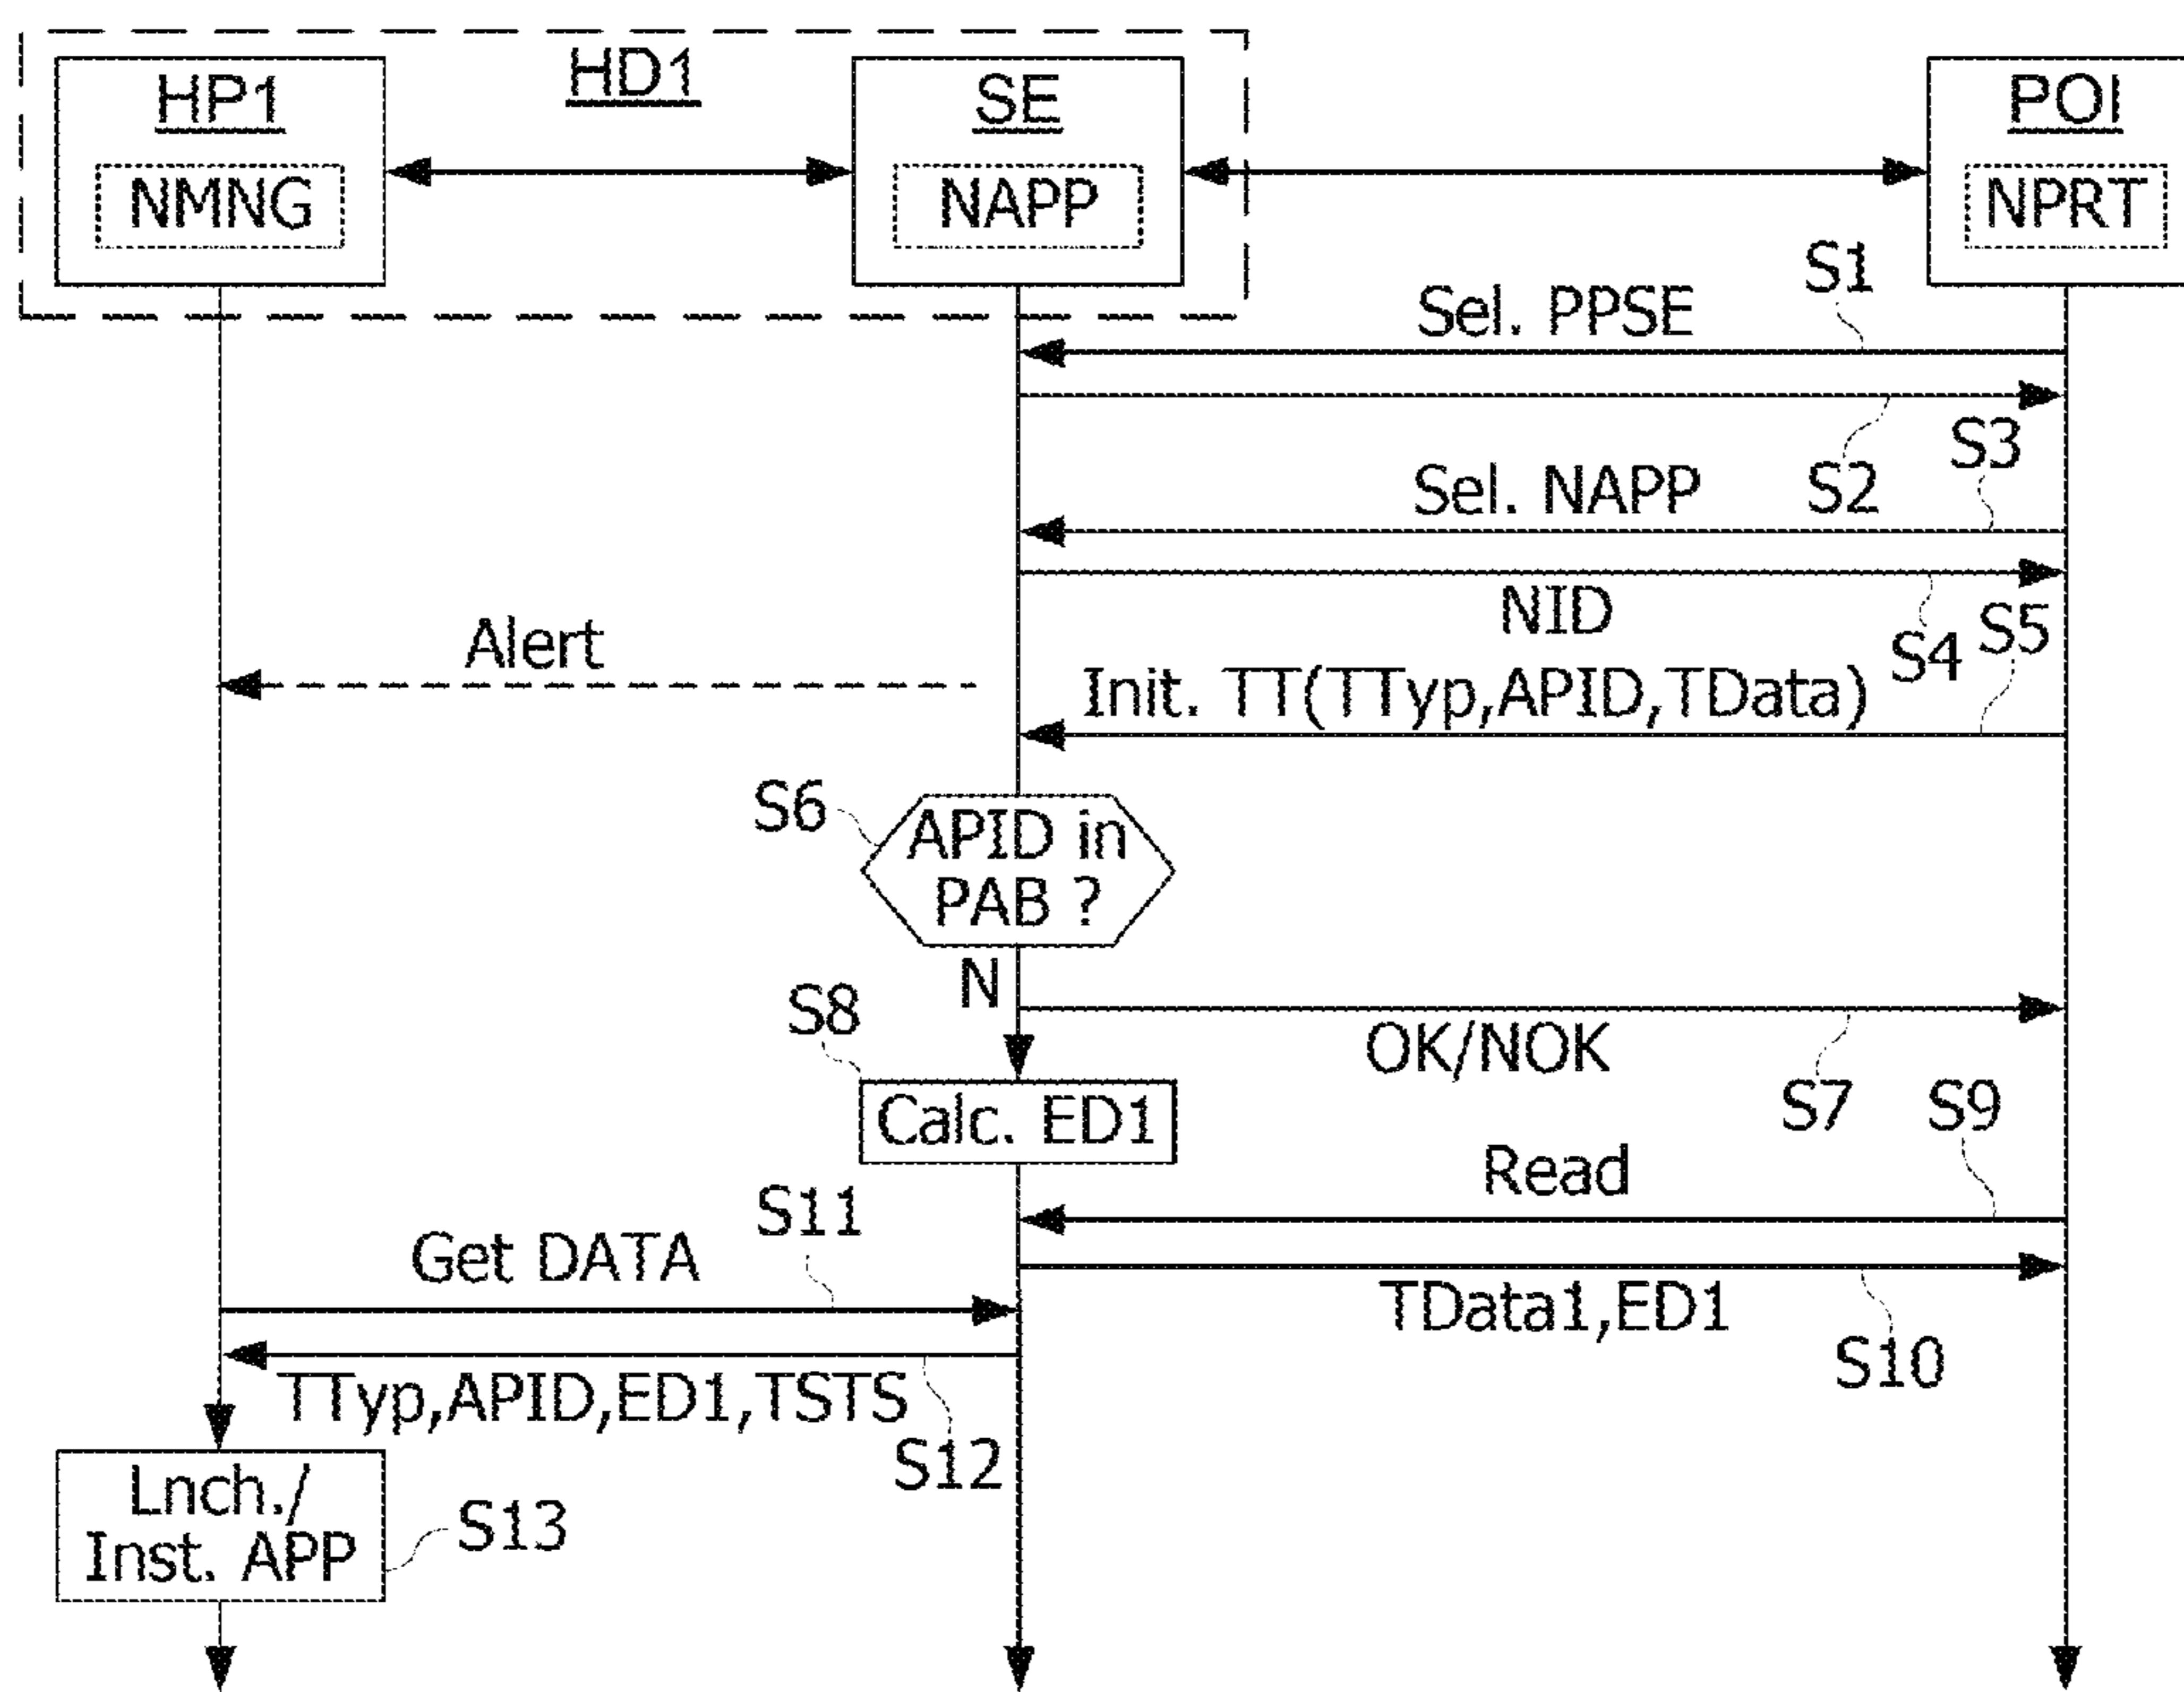 HP1
HD1
SE
POI
NMNG
NAPP
NPRT
S1
Sel. PPSE
S2
S3
Sel. NAPP
NID
S4
S5
Alert
Init. TT(TTyp,APID,TData)
S6
APID in
PAB ?
N
S8
OK/NOK
S7
S9
Calc. ED1
Read
S11
Get DATA
TData1,ED1
S10
TTyp,APID,ED1,TSTS
S12
Lnch./
Inst. APP
S13